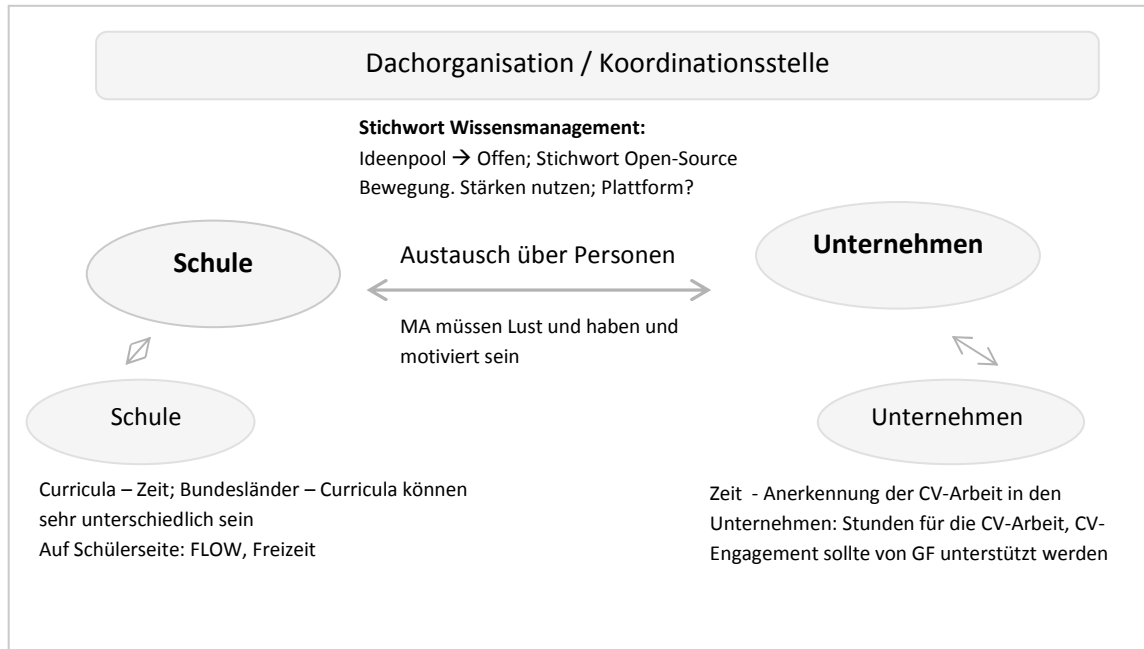 Dachorganisation / Koordinationsstelle
Stichwort Wissensmanagement:
Ideenpool → Offen; Stichwort Open-Source
Bewegung. Stärken nutzen; Plattform?
Schule
Austausch über Personen
Unternehmen
MA müssen Lust und haben und
motiviert sein
Schule
Unternehmen
Curricula – Zeit; Bundesländer – Curricula können
sehr unterschiedlich sein
Auf Schülerseite: FLOW, Freizeit
Zeit - Anerkennung der CV-Arbeit in den
Unternehmen: Stunden für die CV-Arbeit, CV-
Engagement sollte von GF unterstützt werden